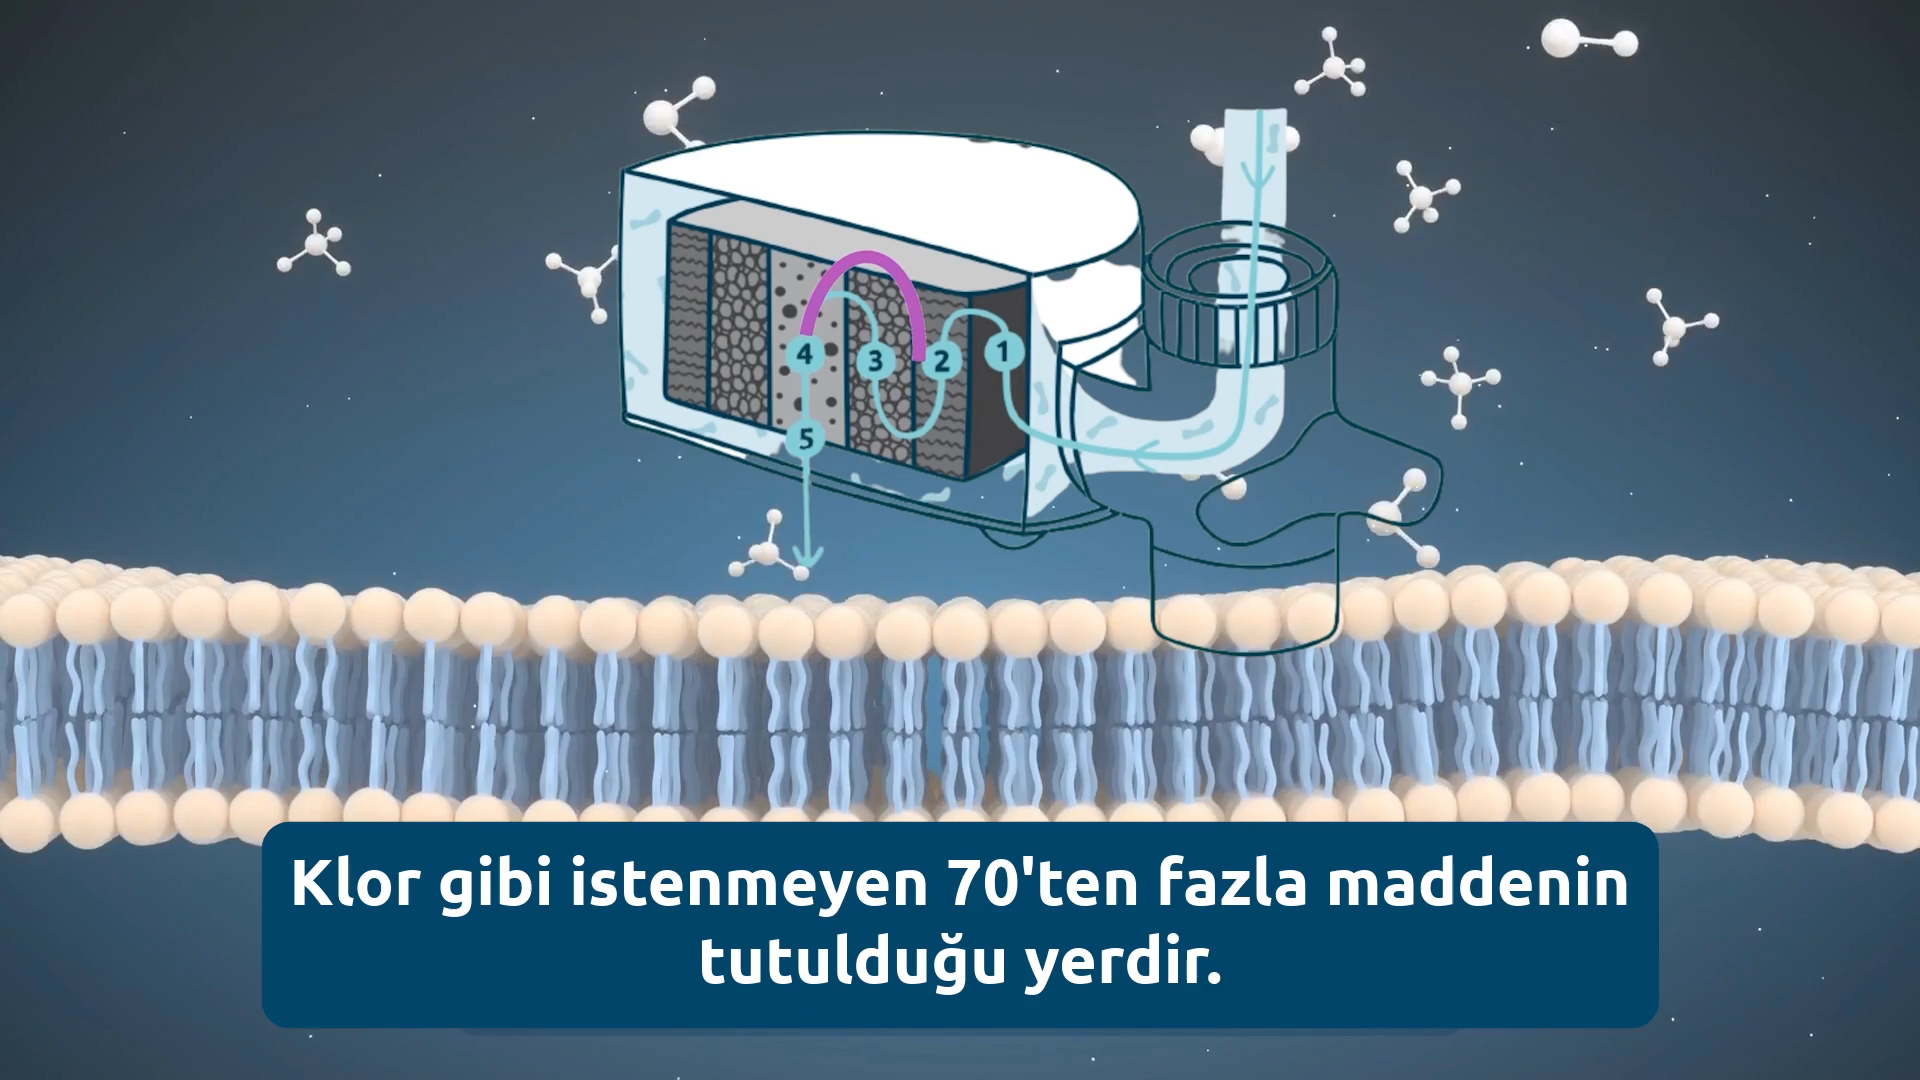 4
3
2
1
5
Klor gibi istenmeyen 70'ten fazla maddenin
tutulduğu yerdir.